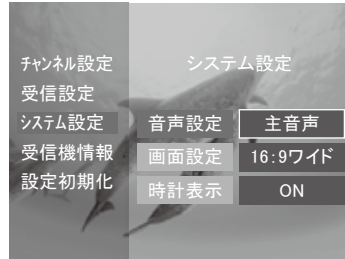 チャンネル設定
受信設定
システム設定
受信機情報
設定初期化
システム設定
音声設定 主音声
画面設定 16:9ワイド
時計表示 ON